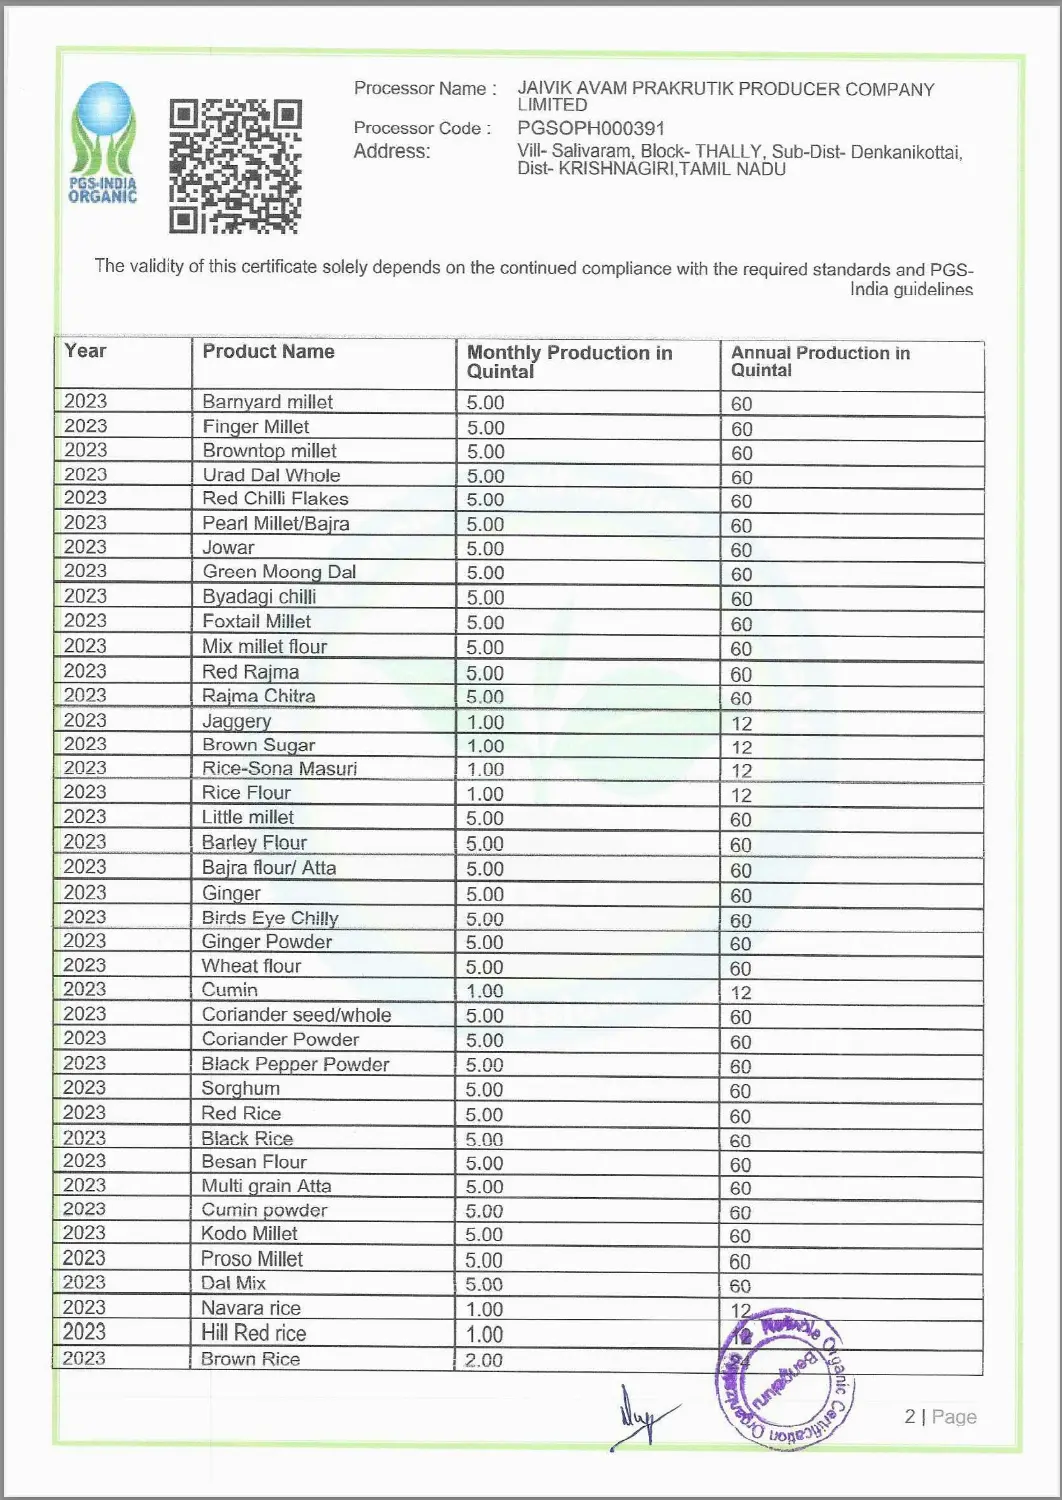 PGS-INDIA
ORGANIC
Processor Name : JAIVIK AVAM PRAKRUTIK PRODUCER COMPANY
LIMITED
Processor Code : PGSOPH000391
Address: Vill- Salivaram, Block- THALLY, Sub-Dist- Denkanikottai,
Dist- KRISHNAGIRI,TAMIL NADU
The validity of this certificate solely depends on the continued compliance with the required standards and PGS-
India guidelines
Year Product Name Monthly Production in Annual Production in
Quintal Quintal
2023 Barnyard millet 5.00 60
2023 Finger Millet 5.00 60
2023 Browntop millet 5.00 60
2023 Urad Dal Whole 5.00 60
2023 Red Chilli Flakes 5.00 60
2023 Pearl Millet/Bajra 5.00 60
2023 Jowar 5.00 60
2023 Green Moong Dal 5.00 60
2023 Byadagi chilli 5.00 60
2023 Foxtail Millet 5.00 60
2023 Mix millet flour 5.00 60
2023 Red Rajma 5.00 60
2023 Rajma Chitra 5.00 60
2023 Jaggery 1.00 12
2023 Brown Sugar 1.00 12
2023 Rice-Sona Masuri 1.00 12
2023 Rice Flour 1.00 12
2023 Little millet 5.00 60
2023 Barley Flour 5.00 60
2023 Bajra flour/ Atta 5.00 60
2023 Ginger 5.00 60
2023 Birds Eye Chilly 5.00 60
2023 Ginger Powder 5.00 60
2023 Wheat flour 5.00 60
2023 Cumin 1.00 12
2023 Coriander seed/whole 5.00 60
2023 Coriander Powder 5.00 60
2023 Black Pepper Powder 5.00 60
2023 Sorghum 5.00 60
2023 Red Rice 5.00 60
2023 Black Rice 5.00 60
2023 Besan Flour 5.00 60
2023 Multi grain Atta 5.00 60
2023 Cumin powder 5.00 60
2023 Kodo Millet 5.00 60
2023 Proso Millet 5.00 60
2023 Dal Mix 5.00 60
2023 Navara rice 1.00 12
2023 Hill Red rice 1.00 12
2023 Brown Rice 2.00
Organic Certification Organization
Bangaluru
2 | Page